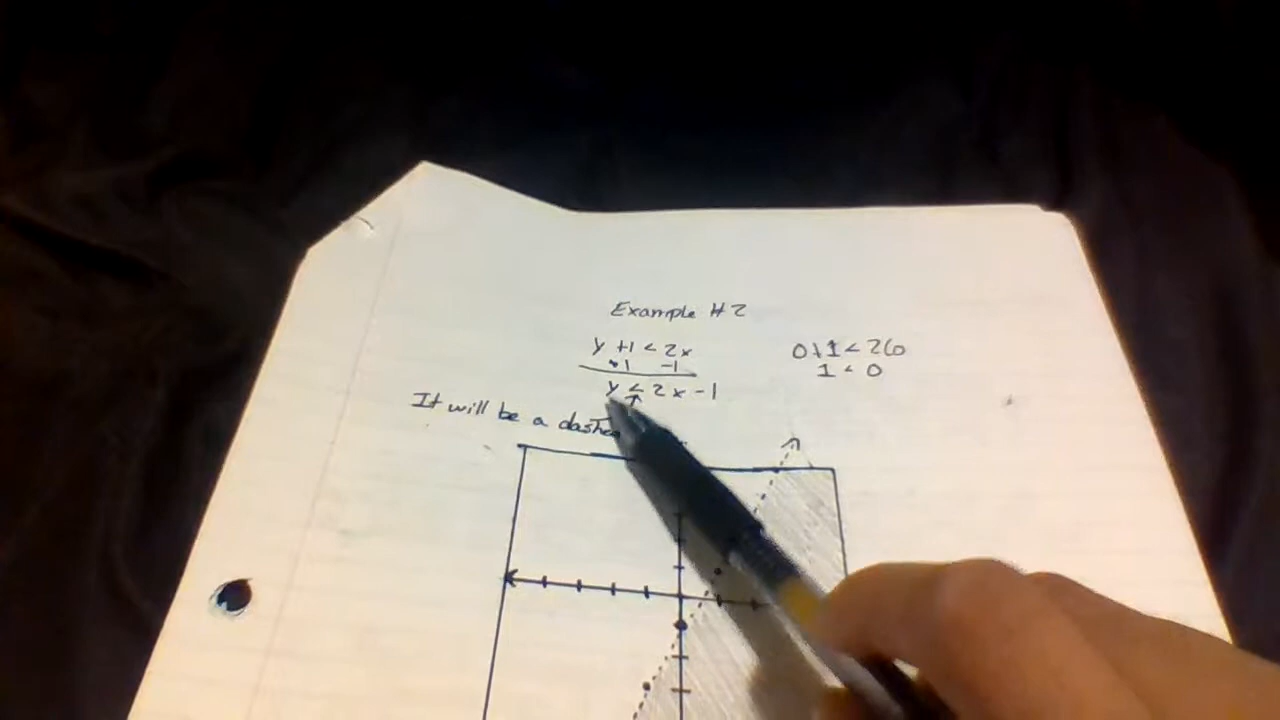 Example #2
y +1 < 2x
-1 -1
y < 2x - 1
0+1 < 2(0)
1 < 0
It will be a dashed